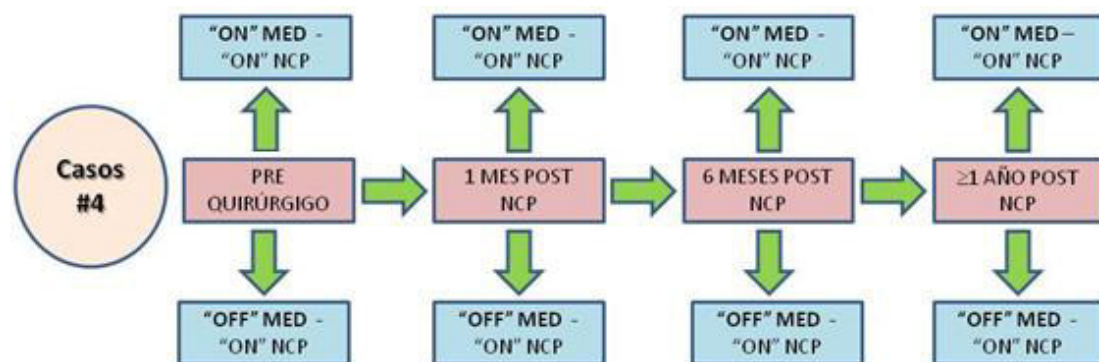 "ON" MED -
"ON" NCP
"ON" MED -
"ON" NCP
"ON" MED -
"ON" NCP
"ON" MED–
"ON" NCP
Casos
#4
PRE
QUIRÚRGIGO
1 MES POST
NCP
6 MESES POST
NCP
≥1 AÑO POST
NCP
"OFF" MED -
"ON" NCP
"OFF" MED -
"ON" NCP
"OFF" MED -
"ON" NCP
"OFF" MED -
"ON" NCP